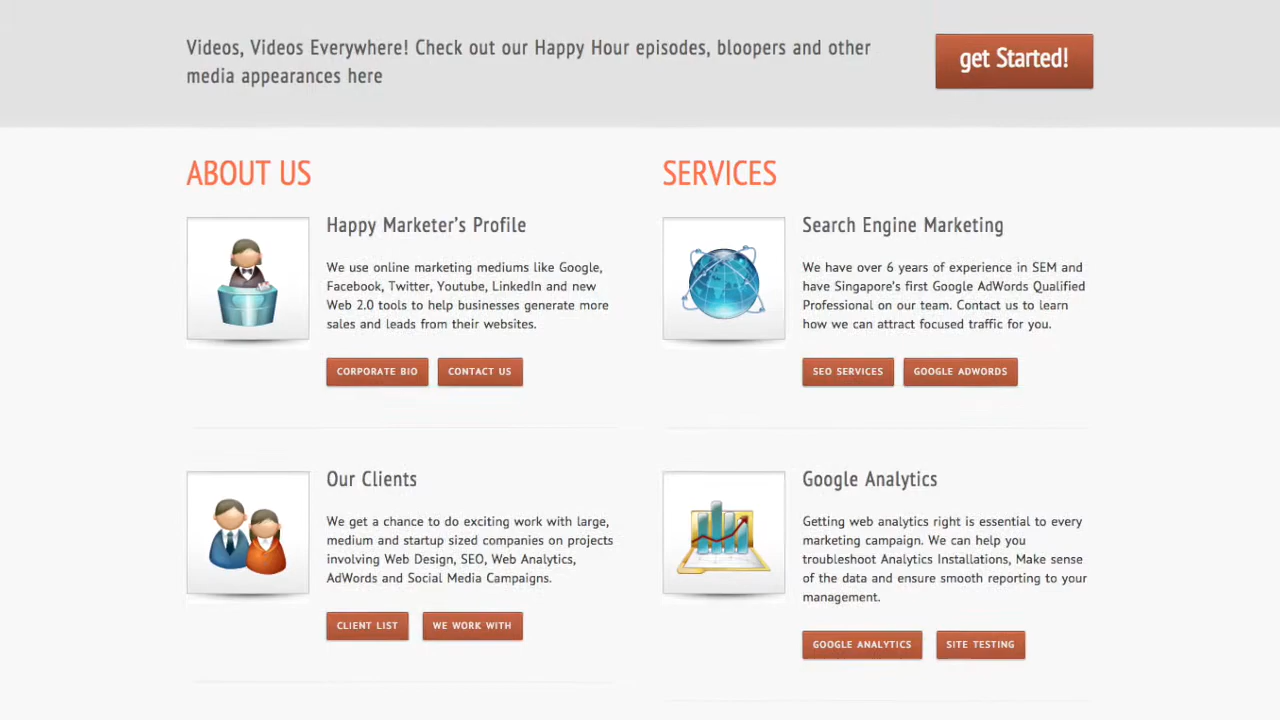 Videos, Videos Everywhere! Check out our Happy Hour episodes, bloopers and other
media appearances here
get Started!
ABOUT US
Happy Marketer's Profile
We use online marketing mediums like Google,
Facebook, Twitter, Youtube, LinkedIn and new
Web 2.0 tools to help businesses generate more
sales and leads from their websites.
CORPORATE BIO
CONTACT US
Our Clients
We get a chance to do exciting work with large,
medium and startup sized companies on projects
involving Web Design, SEO, Web Analytics,
AdWords and Social Media Campaigns.
CLIENT LIST
WE WORK WITH
SERVICES
Search Engine Marketing
We have over 6 years of experience in SEM and
have Singapore's first Google AdWords Qualified
Professional on our team. Contact us to learn
how we can attract focused traffic for you.
SEO SERVICES
GOOGLE ADWORDS
Google Analytics
Getting web analytics right is essential to every
marketing campaign. We can help you
troubleshoot Analytics Installations, Make sense
of the data and ensure smooth reporting to your
management.
GOOGLE ANALYTICS
SITE TESTING